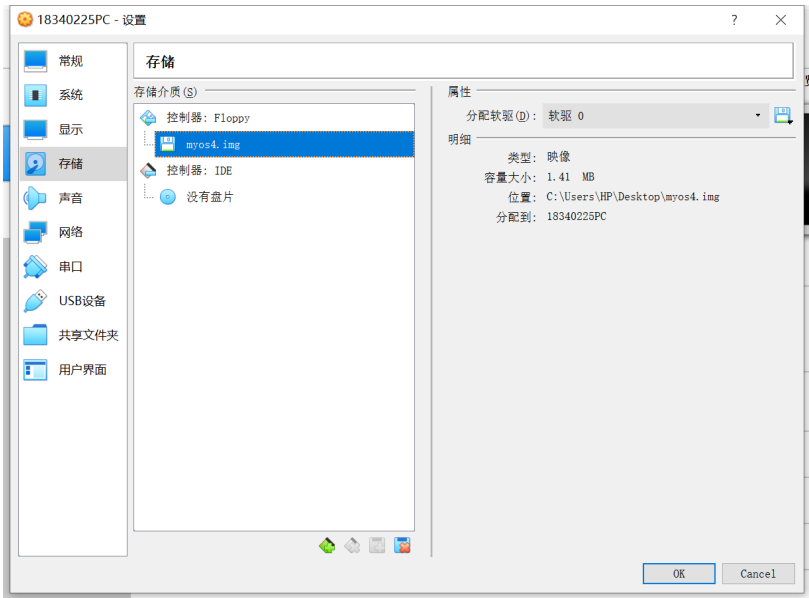 18340225PC - 设置
?
常规
系统
显示
存储
声音
网络
串口
USB设备
共享文件夹
用户界面
存储
存储介质(S)
控制器: Floppy
myos4.img
控制器: IDE
没有盘片
属性
分配软驱(D): 软驱 0
明细
类型: 映像
容量大小: 1.41 MB
位置: C:\Users\HP\Desktop\myos4.img
分配到: 18340225PC
OK
Cancel